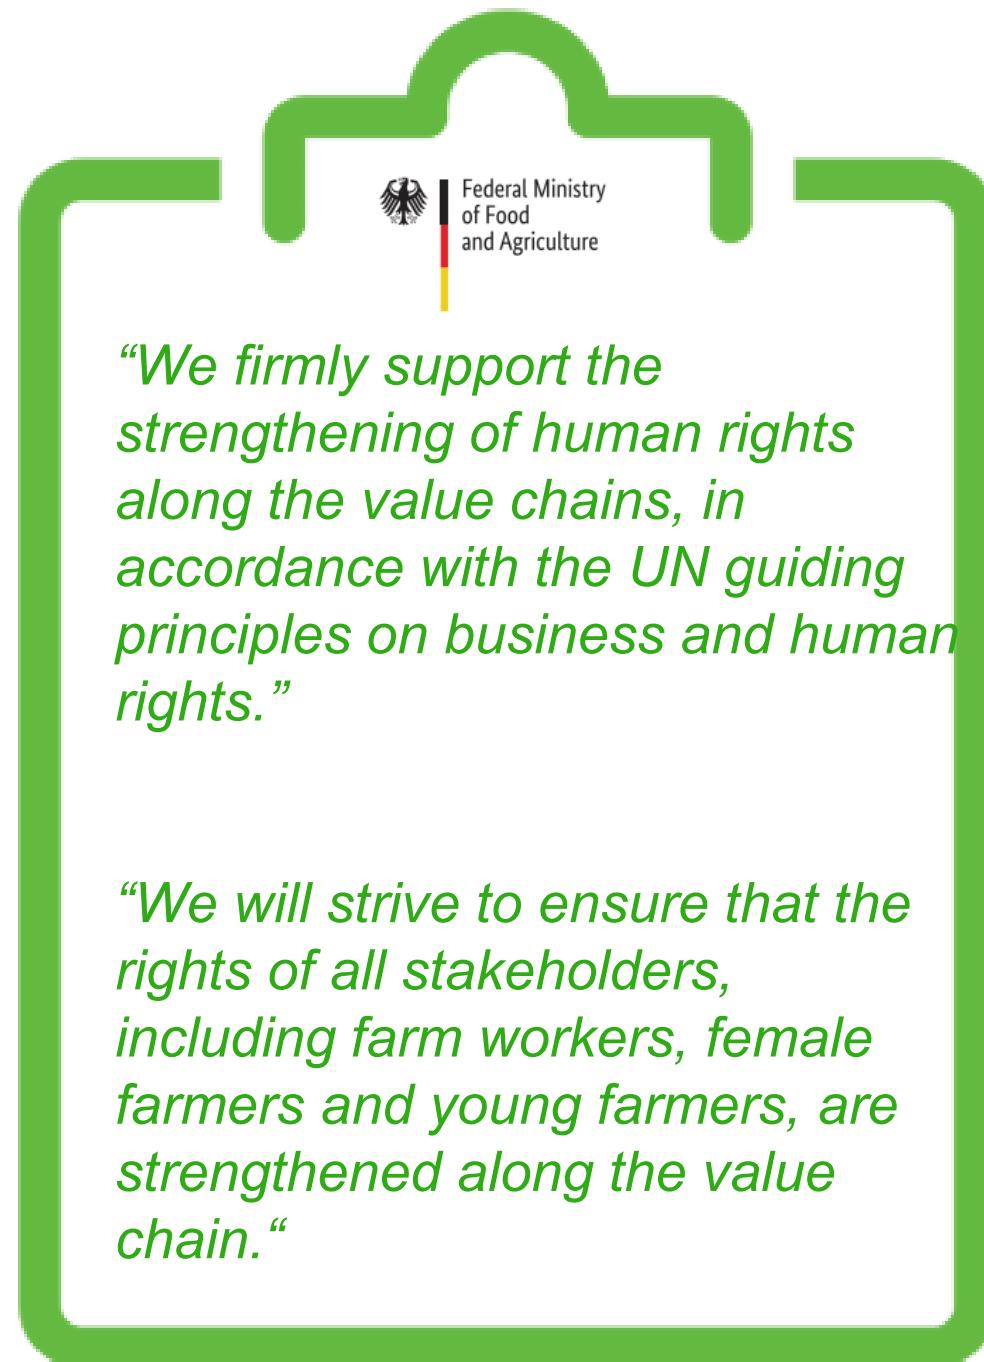 Federal Ministry
of Food
and Agriculture
“We firmly support the
strengthening of human rights
along the value chains, in
accordance with the UN guiding
principles on business and human
rights.”
“We will strive to ensure that the
rights of all stakeholders,
including farm workers, female
farmers and young farmers, are
strengthened along the value
chain.“